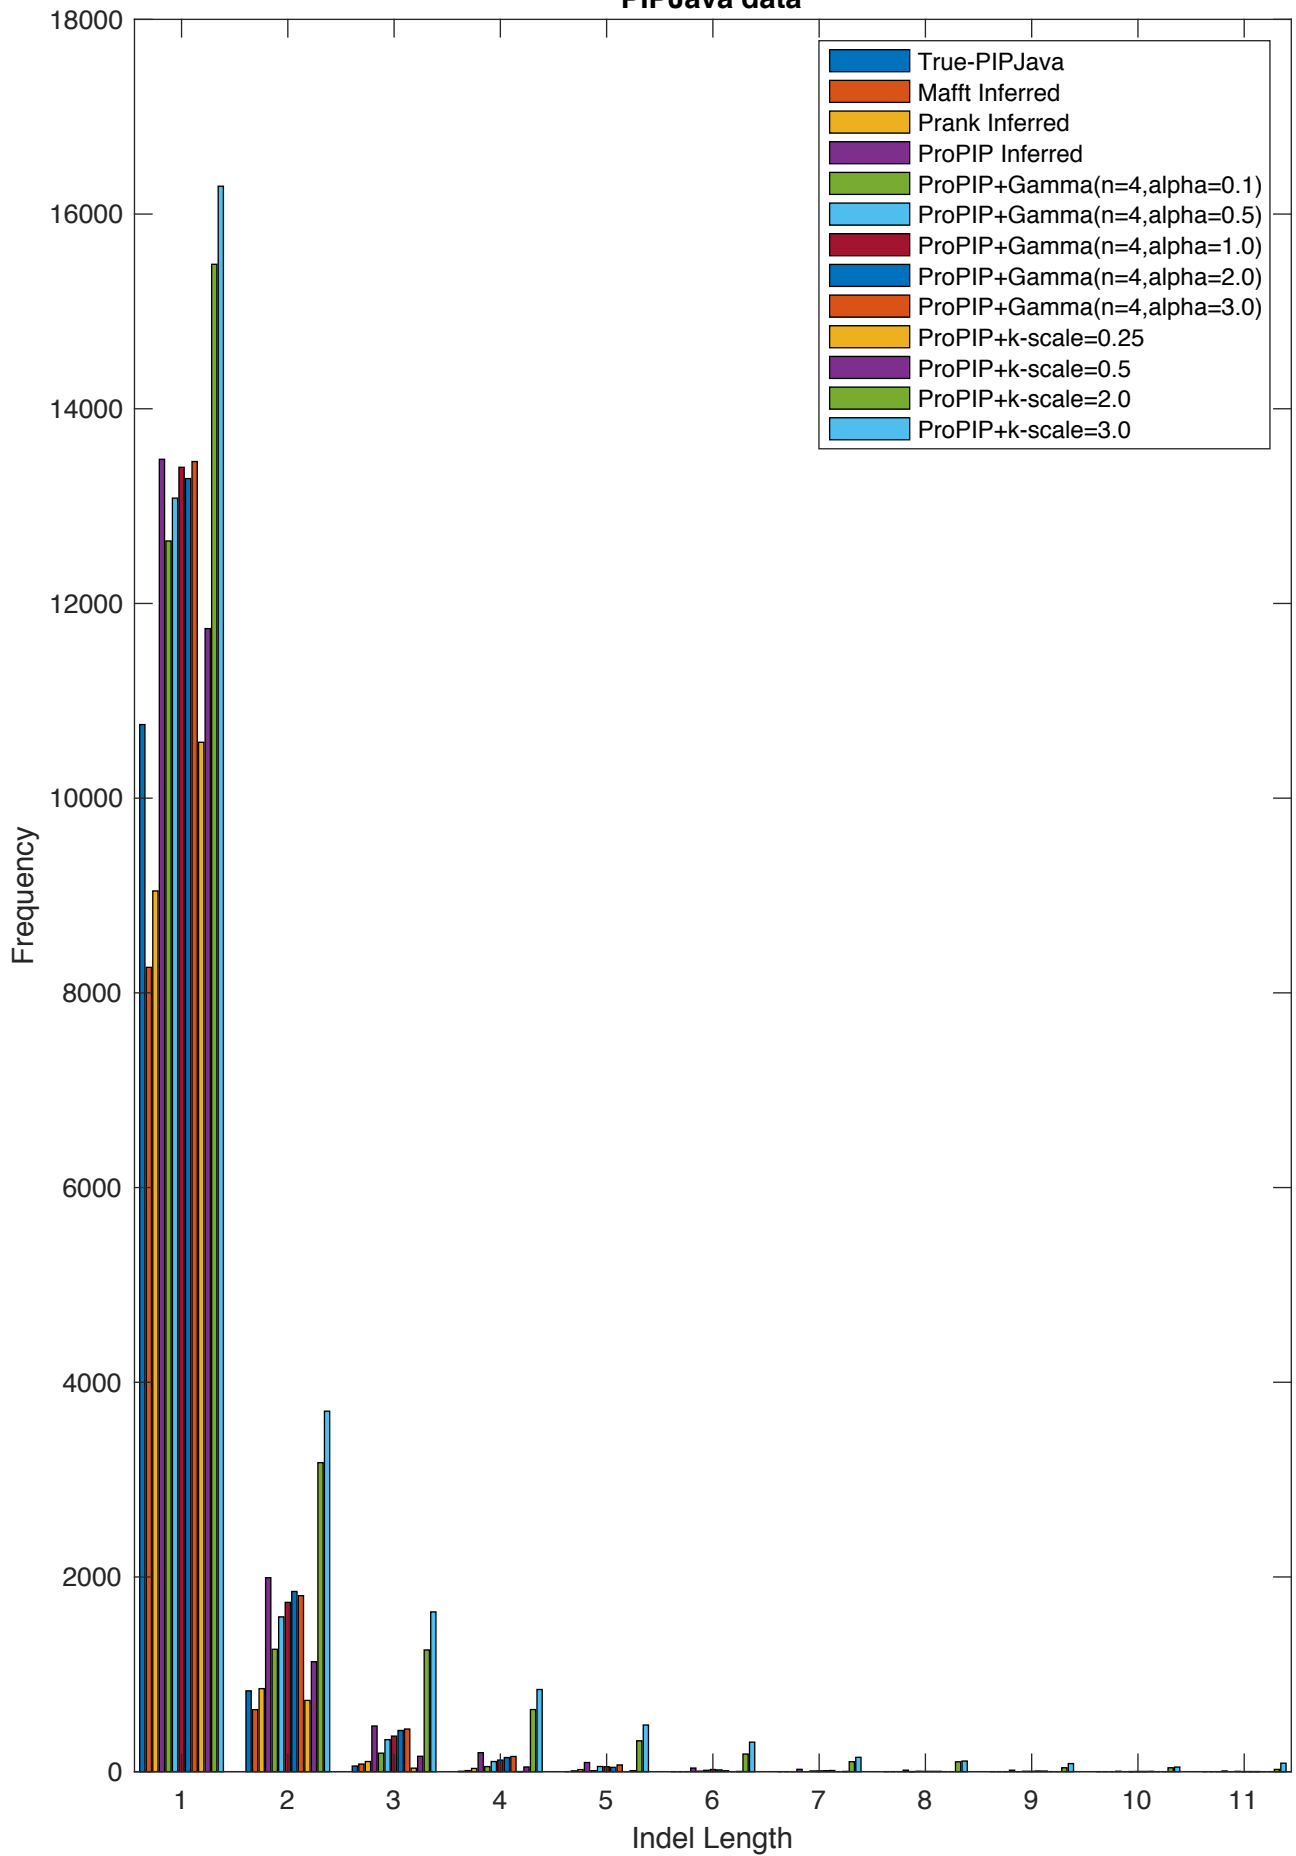 PIPJava data
18000
16000
14000
12000
10000
8000
6000
4000
2000
0
Frequency
True-PIPJava
Mafft Inferred
Prank Inferred
ProPIP Inferred
ProPIP+Gamma(n=4,alpha=0.1)
ProPIP+Gamma(n=4,alpha=0.5)
ProPIP+Gamma(n=4,alpha=1.0)
ProPIP+Gamma(n=4,alpha=2.0)
ProPIP+Gamma(n=4,alpha=3.0)
ProPIP+k-scale=0.25
ProPIP+k-scale=0.5
ProPIP+k-scale=2.0
ProPIP+k-scale=3.0
1 2 3 4 5 6 7 8 9 10 11
Indel Length